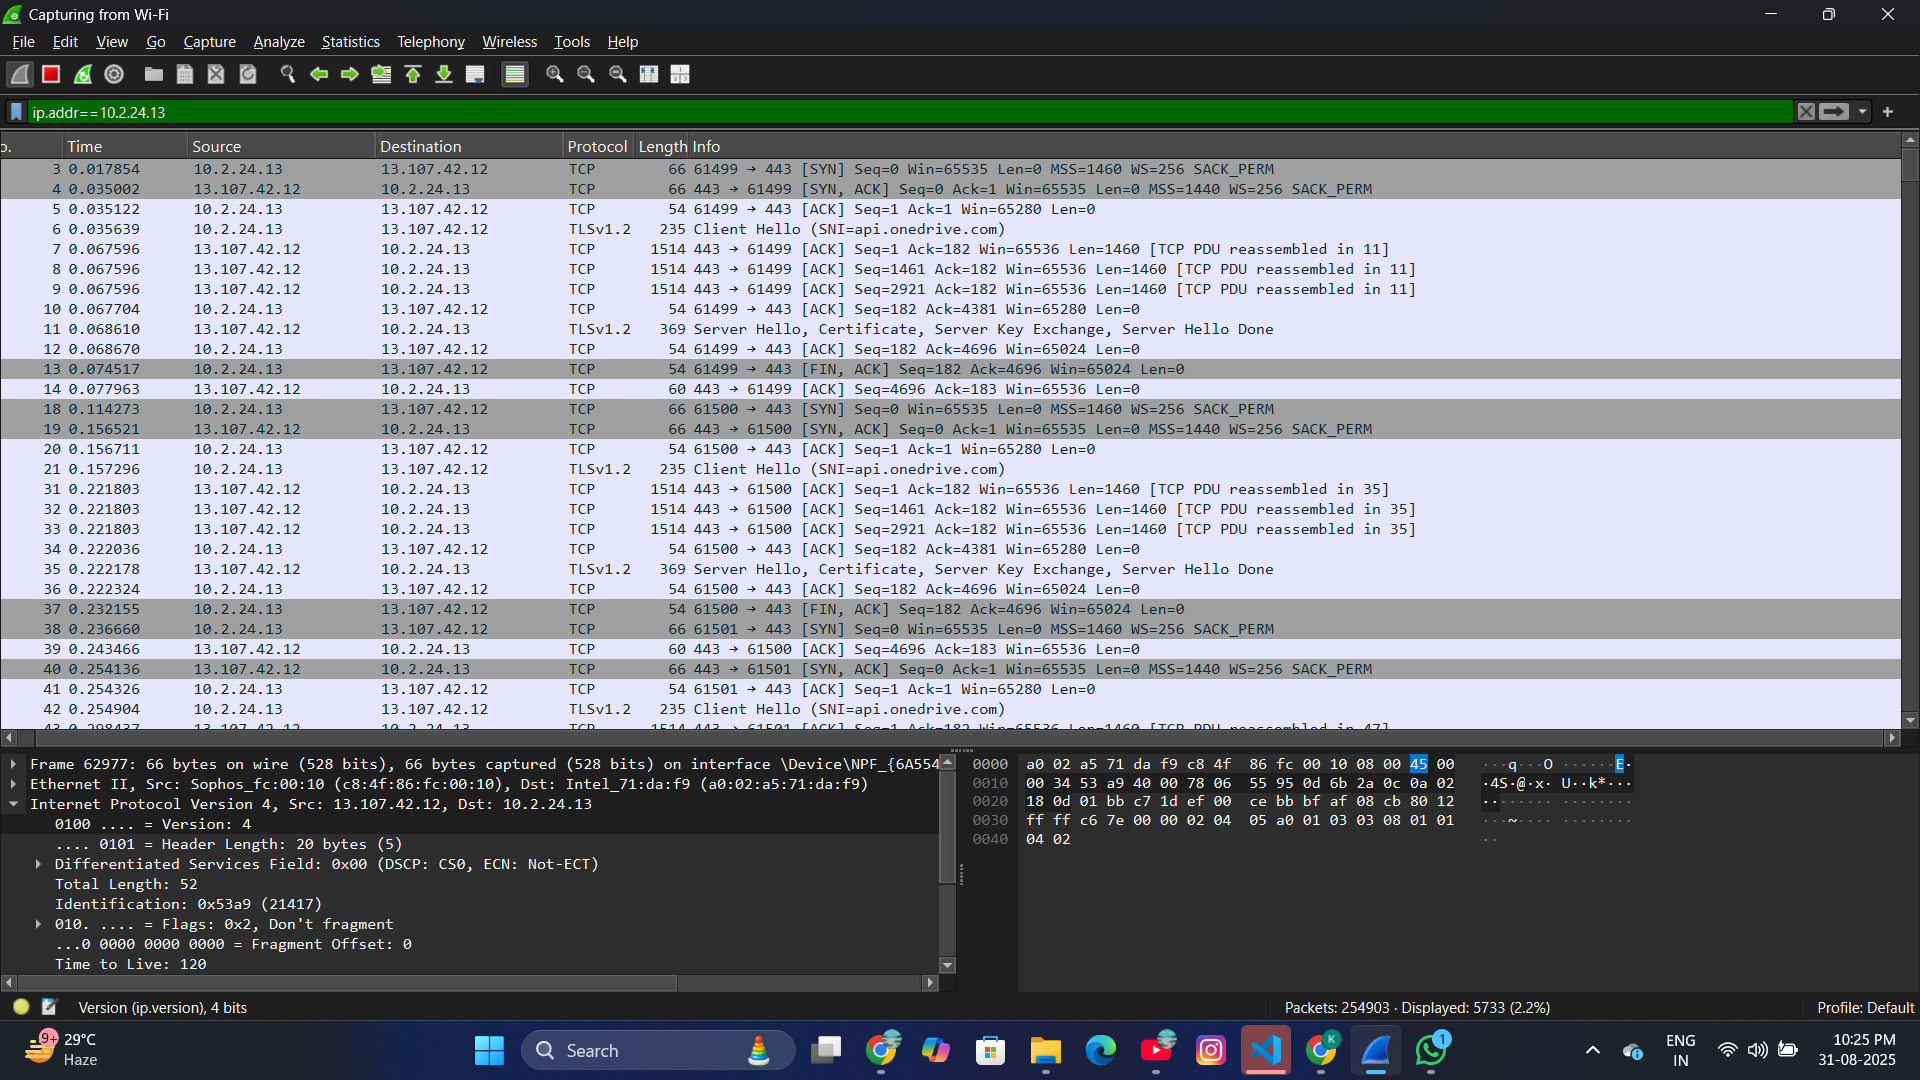 Capturing from Wi-Fi
File Edit View Go Capture Analyze Statistics Telephony Wireless Tools Help
ip.addr==10.2.24.13
o. Time Source Destination Protocol Length Info
3 0.017854 10.2.24.13 13.107.42.12 TCP 66 61499 → 443 [SYN] Seq=0 Win=65535 Len=0 MSS=1460 WS=256 SACK_PERM
4 0.035002 13.107.42.12 10.2.24.13 TCP 66 443 → 61499 [SYN, ACK] Seq=0 Ack=1 Win=65535 Len=0 MSS=1440 WS=256 SACK_PERM
5 0.035122 10.2.24.13 13.107.42.12 TCP 54 61499 → 443 [ACK] Seq=1 Ack=1 Win=65280 Len=0
6 0.035639 10.2.24.13 13.107.42.12 TLSv1.2 235 Client Hello (SNI=api.onedrive.com)
7 0.067596 13.107.42.12 10.2.24.13 TCP 1514 443 → 61499 [ACK] Seq=1 Ack=182 Win=65536 Len=1460 [TCP PDU reassembled in 11]
8 0.067596 13.107.42.12 10.2.24.13 TCP 1514 443 → 61499 [ACK] Seq=1461 Ack=182 Win=65536 Len=1460 [TCP PDU reassembled in 11]
9 0.067596 13.107.42.12 10.2.24.13 TCP 1514 443 → 61499 [ACK] Seq=2921 Ack=182 Win=65536 Len=1460 [TCP PDU reassembled in 11]
10 0.067704 10.2.24.13 13.107.42.12 TCP 54 61499 → 443 [ACK] Seq=182 Ack=4381 Win=65280 Len=0
11 0.068610 13.107.42.12 10.2.24.13 TLSv1.2 369 Server Hello, Certificate, Server Key Exchange, Server Hello Done
12 0.068670 10.2.24.13 13.107.42.12 TCP 54 61499 → 443 [ACK] Seq=182 Ack=4696 Win=65024 Len=0
13 0.074517 10.2.24.13 13.107.42.12 TCP 54 61499 → 443 [FIN, ACK] Seq=182 Ack=4696 Win=65024 Len=0
14 0.077963 13.107.42.12 10.2.24.13 TCP 60 443 → 61499 [ACK] Seq=4696 Ack=183 Win=65536 Len=0
18 0.114273 10.2.24.13 13.107.42.12 TCP 66 61500 → 443 [SYN] Seq=0 Win=65535 Len=0 MSS=1460 WS=256 SACK_PERM
19 0.156521 13.107.42.12 10.2.24.13 TCP 66 443 → 61500 [SYN, ACK] Seq=0 Ack=1 Win=65535 Len=0 MSS=1440 WS=256 SACK_PERM
20 0.156711 10.2.24.13 13.107.42.12 TCP 54 61500 → 443 [ACK] Seq=1 Ack=1 Win=65280 Len=0
21 0.157296 10.2.24.13 13.107.42.12 TLSv1.2 235 Client Hello (SNI=api.onedrive.com)
31 0.221803 13.107.42.12 10.2.24.13 TCP 1514 443 → 61500 [ACK] Seq=1 Ack=182 Win=65536 Len=1460 [TCP PDU reassembled in 35]
32 0.221803 13.107.42.12 10.2.24.13 TCP 1514 443 → 61500 [ACK] Seq=1461 Ack=182 Win=65536 Len=1460 [TCP PDU reassembled in 35]
33 0.221803 13.107.42.12 10.2.24.13 TCP 1514 443 → 61500 [ACK] Seq=2921 Ack=182 Win=65536 Len=1460 [TCP PDU reassembled in 35]
34 0.222036 10.2.24.13 13.107.42.12 TCP 54 61500 → 443 [ACK] Seq=182 Ack=4381 Win=65280 Len=0
35 0.222178 13.107.42.12 10.2.24.13 TLSv1.2 369 Server Hello, Certificate, Server Key Exchange, Server Hello Done
36 0.222324 10.2.24.13 13.107.42.12 TCP 54 61500 → 443 [ACK] Seq=182 Ack=4696 Win=65024 Len=0
37 0.232155 10.2.24.13 13.107.42.12 TCP 54 61500 → 443 [FIN, ACK] Seq=182 Ack=4696 Win=65024 Len=0
38 0.236660 10.2.24.13 13.107.42.12 TCP 66 61501 → 443 [SYN] Seq=0 Win=65535 Len=0 MSS=1460 WS=256 SACK_PERM
39 0.243466 13.107.42.12 10.2.24.13 TCP 60 443 → 61500 [ACK] Seq=4696 Ack=183 Win=65536 Len=0
40 0.254136 13.107.42.12 10.2.24.13 TCP 66 443 → 61501 [SYN, ACK] Seq=0 Ack=1 Win=65535 Len=0 MSS=1440 WS=256 SACK_PERM
41 0.254326 10.2.24.13 13.107.42.12 TCP 54 61501 → 443 [ACK] Seq=1 Ack=1 Win=65280 Len=0
42 0.254904 10.2.24.13 13.107.42.12 TLSv1.2 235 Client Hello (SNI=api.onedrive.com)
43 0.298437 13.107.42.12 10.2.24.13 TCP 1514 443 → 61501 [ACK] Seq=1 Ack=182 Win=65536 Len=1460 [TCP PDU reassembled in 47]
Frame 62977: 66 bytes on wire (528 bits), 66 bytes captured (528 bits) on interface \Device\NPF_{6A554
Ethernet II, Src: Sophos_fc:00:10 (c8:4f:86:fc:00:10), Dst: Intel_71:da:f9 (a0:02:a5:71:da:f9)
Internet Protocol Version 4, Src: 13.107.42.12, Dst: 10.2.24.13
0100 .... = Version: 4
.... 0101 = Header Length: 20 bytes (5)
Differentiated Services Field: 0x00 (DSCP: CS0, ECN: Not-ECT)
Total Length: 52
Identification: 0x53a9 (21417)
010. .... = Flags: 0x2, Don't fragment
...0 0000 0000 0000 = Fragment Offset: 0
Time to Live: 120
0000 a0 02 a5 71 da f9 c8 4f 86 fc 00 10 08 00 45 00 ···q···O ······E·
0010 00 34 53 a9 40 00 78 06 55 95 0d 6b 2a 0c 0a 02 ·4S·@·x· U··k*···
0020 18 0d 01 bb c7 1d ef 00 ce bb bf af 08 cb 80 12 ········ ········
0030 ff ff c6 7e 00 00 02 04 05 a0 01 03 03 08 01 01 ···~···· ········
0040 04 02 ··
Version (ip.version), 4 bits
Packets: 254903 · Displayed: 5733 (2.2%)
Profile: Default
9+
29°C
Haze
Search
K
1
ENG
IN
10:25 PM
31-08-2025